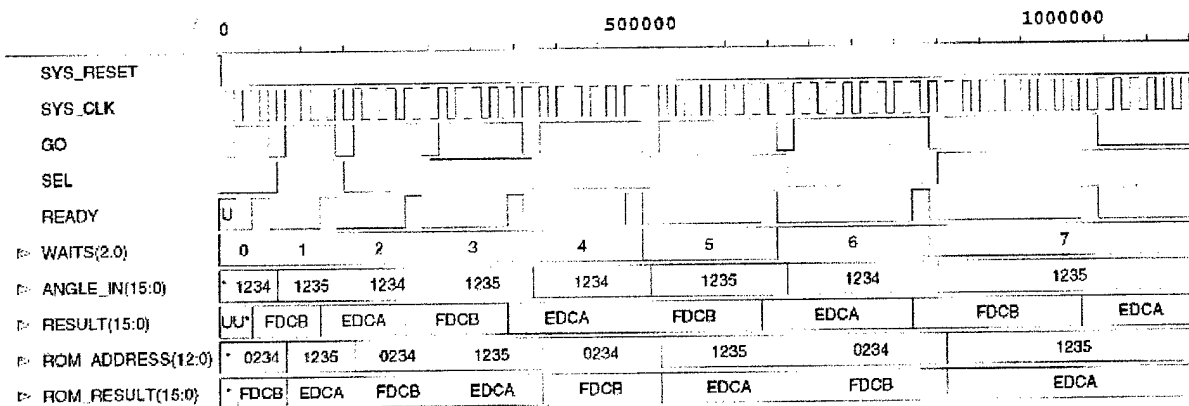 0 500000 1000000
SYS_RESET
SYS_CLK
GO
SEL
READY U
WAITS(2.0) 0 1 2 3 4 5 6 7
ANGLE_IN(15:0) * 1234 1235 1234 1235 1234 1235 1234 1235
RESULT(15:0) UU* FDCB EDCA FDCB EDCA FDCB EDCA FDCB EDCA
ROM_ADDRESS(12:0) * 0234 1235 0234 1235 0234 1235 0234 1235
ROM_RESULT(15:0) * FDCB EDCA FDCB EDCA FDCB EDCA FDCB EDCA